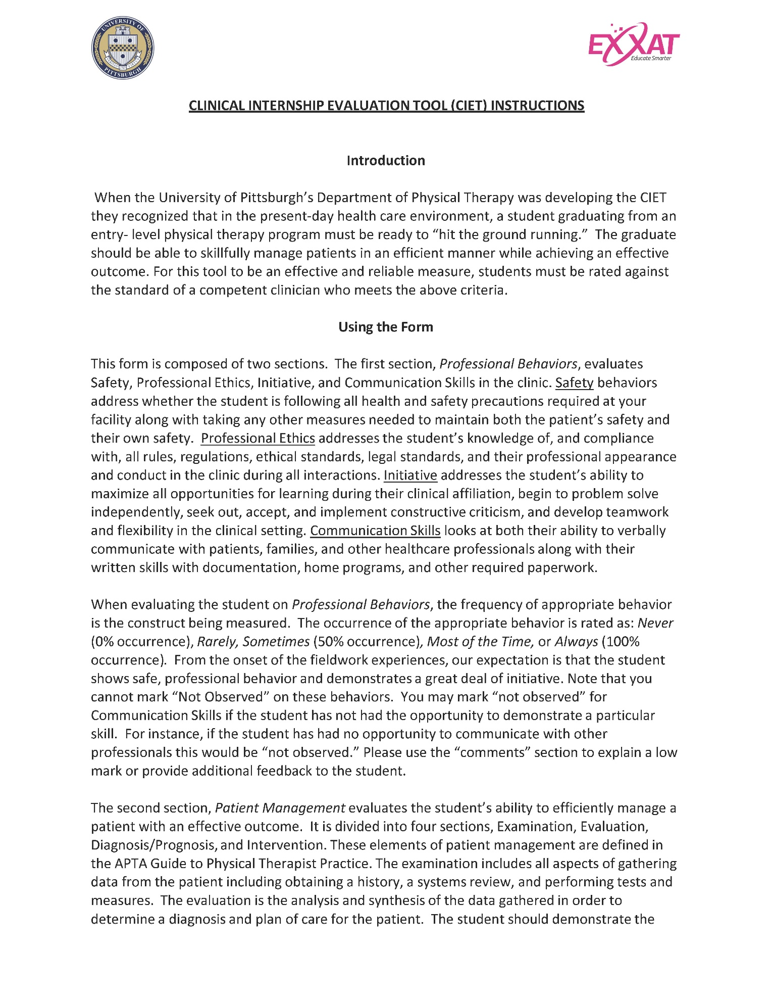 UNIVERSITY OF
PITTSBURGH
VERITAS 1787 VIRTUS
EXXAT
Educate Smarter
CLINICAL INTERNSHIP EVALUATION TOOL (CIET) INSTRUCTIONS
Introduction
When the University of Pittsburgh’s Department of Physical Therapy was developing the CIET
they recognized that in the present-day health care environment, a student graduating from an
entry- level physical therapy program must be ready to “hit the ground running.”  The graduate
should be able to skillfully manage patients in an efficient manner while achieving an effective
outcome. For this tool to be an effective and reliable measure, students must be rated against
the standard of a competent clinician who meets the above criteria.
Using the Form
This form is composed of two sections.  The first section, Professional Behaviors, evaluates
Safety, Professional Ethics, Initiative, and Communication Skills in the clinic. Safety behaviors
address whether the student is following all health and safety precautions required at your
facility along with taking any other measures needed to maintain both the patient’s safety and
their own safety.  Professional Ethics addresses the student’s knowledge of, and compliance
with, all rules, regulations, ethical standards, legal standards, and their professional appearance
and conduct in the clinic during all interactions. Initiative addresses the student’s ability to
maximize all opportunities for learning during their clinical affiliation, begin to problem solve
independently, seek out, accept, and implement constructive criticism, and develop teamwork
and flexibility in the clinical setting. Communication Skills looks at both their ability to verbally
communicate with patients, families, and other healthcare professionals along with their
written skills with documentation, home programs, and other required paperwork.
When evaluating the student on Professional Behaviors, the frequency of appropriate behavior
is the construct being measured.  The occurrence of the appropriate behavior is rated as: Never
(0% occurrence), Rarely, Sometimes (50% occurrence), Most of the Time, or Always (100%
occurrence).  From the onset of the fieldwork experiences, our expectation is that the student
shows safe, professional behavior and demonstrates a great deal of initiative. Note that you
cannot mark “Not Observed” on these behaviors.  You may mark “not observed” for
Communication Skills if the student has not had the opportunity to demonstrate a particular
skill.  For instance, if the student has had no opportunity to communicate with other
professionals this would be “not observed.” Please use the “comments” section to explain a low
mark or provide additional feedback to the student.
The second section, Patient Management evaluates the student’s ability to efficiently manage a
patient with an effective outcome.  It is divided into four sections, Examination, Evaluation,
Diagnosis/Prognosis, and Intervention. These elements of patient management are defined in
the APTA Guide to Physical Therapist Practice. The examination includes all aspects of gathering
data from the patient including obtaining a history, a systems review, and performing tests and
measures.  The evaluation is the analysis and synthesis of the data gathered in order to
determine a diagnosis and plan of care for the patient.  The student should demonstrate the